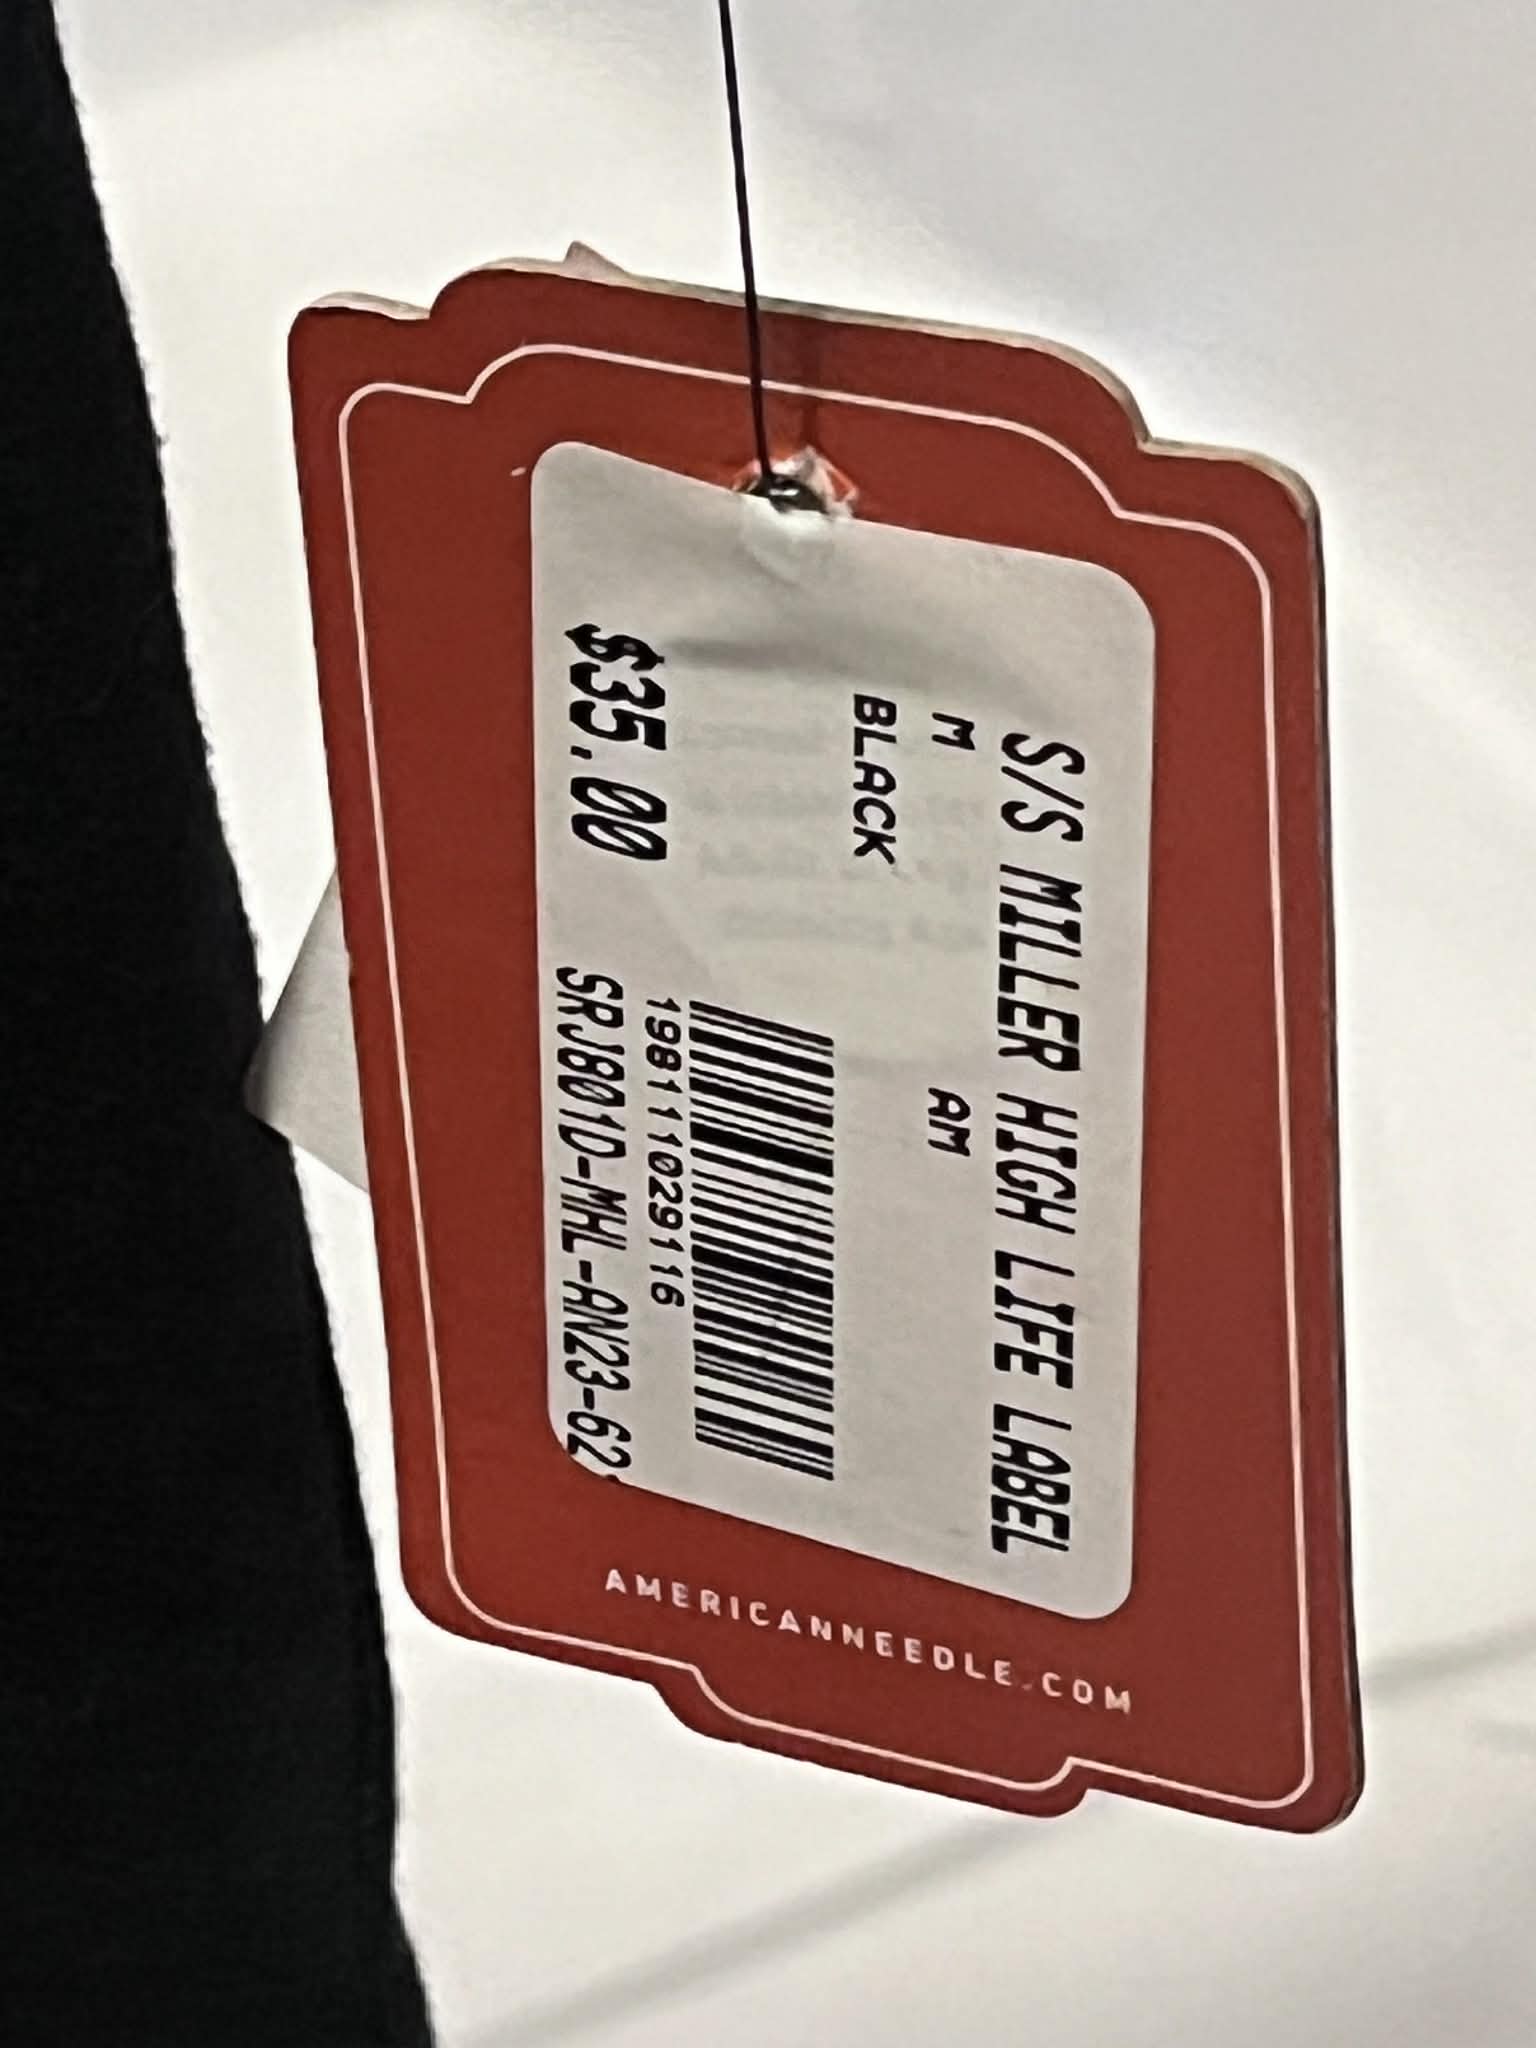 S/S MILLER HIGH LIFE LABEL
M AM
BLACK
198111029116
$35.00 SRJ801D-MHL-AN23-62
AMERICANNEEDLE.COM